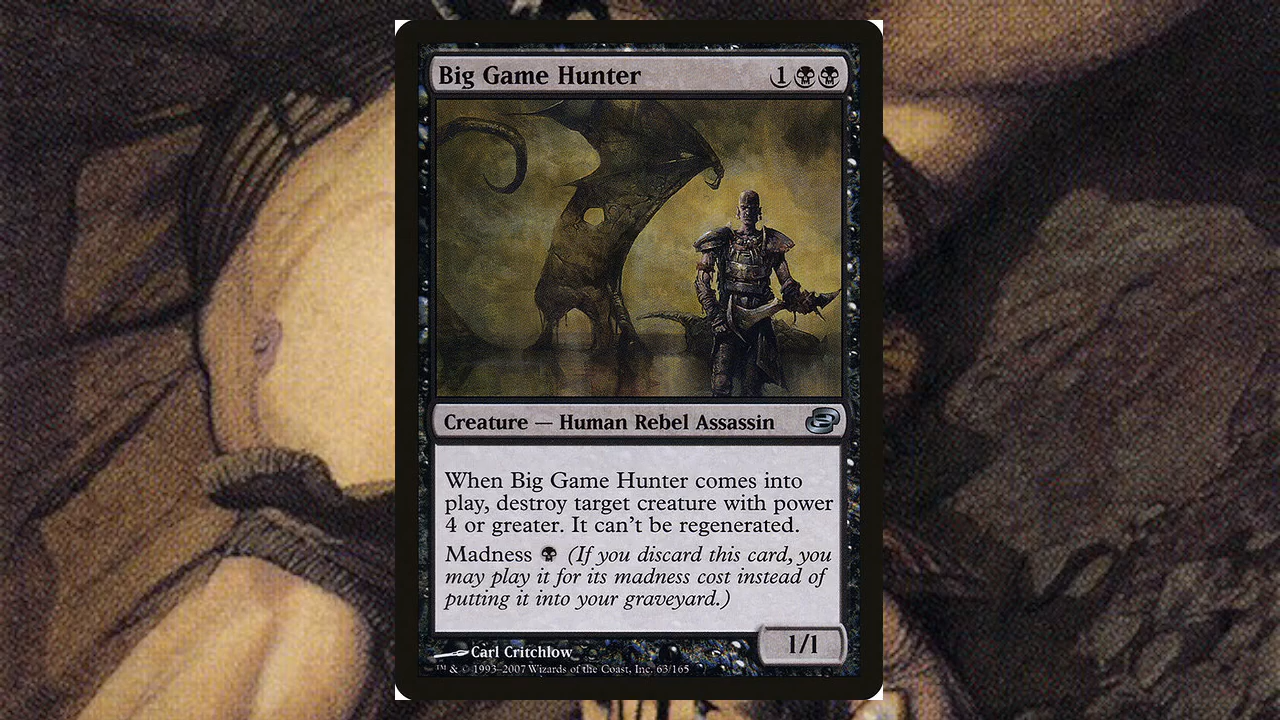 Big Game Hunter 1
Creature — Human Rebel Assassin
When Big Game Hunter comes into
play, destroy target creature with power
4 or greater. It can't be regenerated.
Madness (If you discard this card, you
may play it for its madness cost instead of
putting it into your graveyard.)
1/1
Carl Critchlow
™ & © 1993–2007 Wizards of the Coast, Inc. 63/165